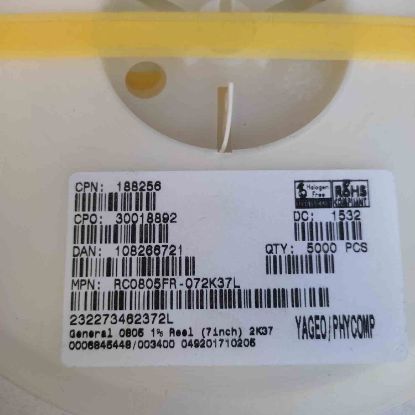 CPN: 188256
Halogen Free
RoHS
COMPLIANT
CPO: 30018892
DC: 1532
DAN: 108266721
QTY: 5000 PCS
MPN: RC0805FR-072K37L
232273462372L
General 0805 1% Reel (7inch) 2K37
YAGEO/PHYCOMP
0006845448/003400 049201710205